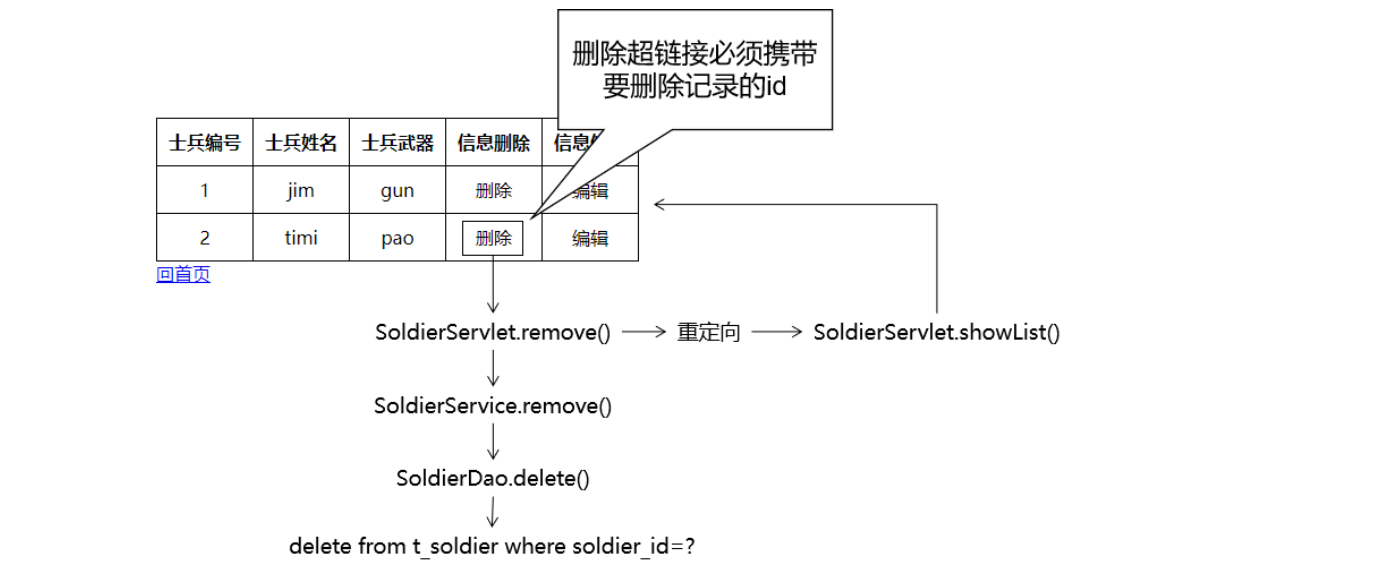 删除超链接必须携带
要删除记录的id
士兵编号 士兵姓名 士兵武器 信息删除 信息
1 jim gun 删除 编辑
2 timi pao 删除 编辑
回首页
SoldierServlet.remove() 重定向 SoldierServlet.showList()
SoldierService.remove()
SoldierDao.delete()
delete from t_soldier where soldier_id=?